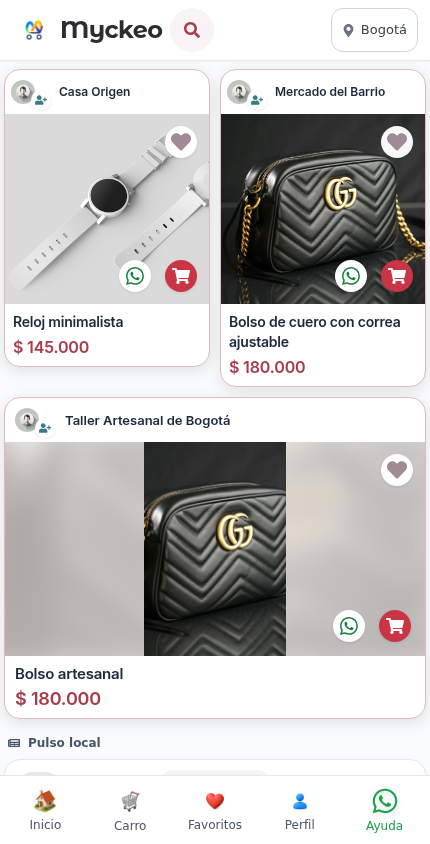 Myckeo
Bogotá
Casa Origen
Mercado del Barrio
Reloj minimalista
$ 145.000
Bolso de cuero con correa
ajustable
$ 180.000
Taller Artesanal de Bogotá
Bolso artesanal
$ 180.000
Pulso local
Inicio
Carro
Favoritos
Perfil
Ayuda